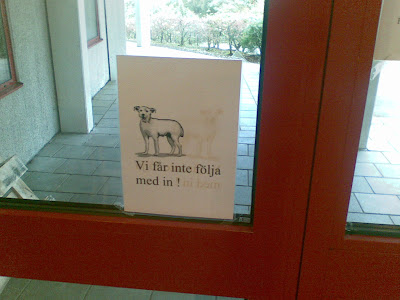 Vi får inte följa
med in !